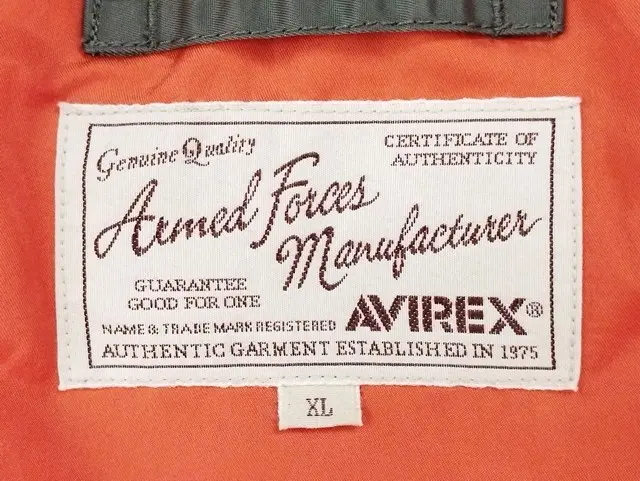 Genuine Quality
CERTIFICATE OF
AUTHENTICITY
Armed Forces
Manufacturer
GUARANTEE
GOOD FOR ONE
AVIREX®
NAME & TRADE MARK REGISTERED
AUTHENTIC GARMENT ESTABLISHED IN 1975
XL